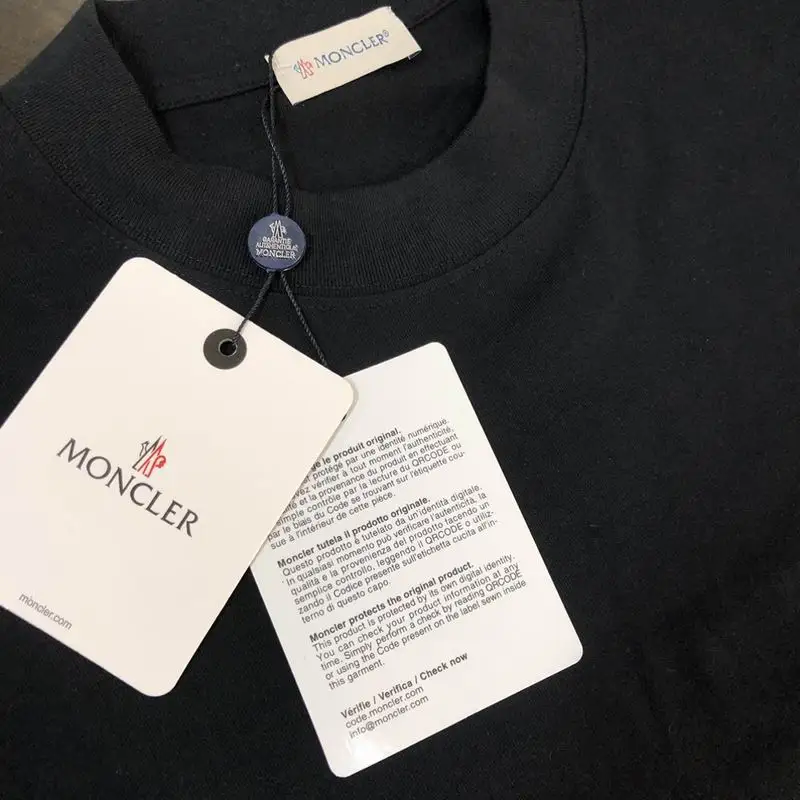 MONCLER®
GARANTIE
AUTHENTIQUE
MONCLER
MONCLER
moncler.com
le produit original.
protégé par une identité numérique.
vérifier à tout moment l'authenticité,
et la provenance du produit en effectuant
simple contrôle par la lecture du QRCODE ou
par le biais du Code se trouvant sur l'étiquette cou-
sue à l'intérieur de cette pièce.
Moncler tutela il prodotto originale.
Questo prodotto è tutelato da un'identità digitale.
In qualsiasi momento può verificare l'autenticità, la
qualità e la provenienza del prodotto facendo un
semplice controllo, leggendo il QRCODE o utiliz-
zando il Codice presente sull'etichetta cucita all'in-
terno di questo capo.
Moncler protects the original product.
This product is protected by its own digital identity.
You can check your product information at any
time. Simply perform a check by reading QRCODE
or using the Code present on the label sewn inside
this garment.
Vérifie / Verifica / Check now
code.moncler.com
info@moncler.com